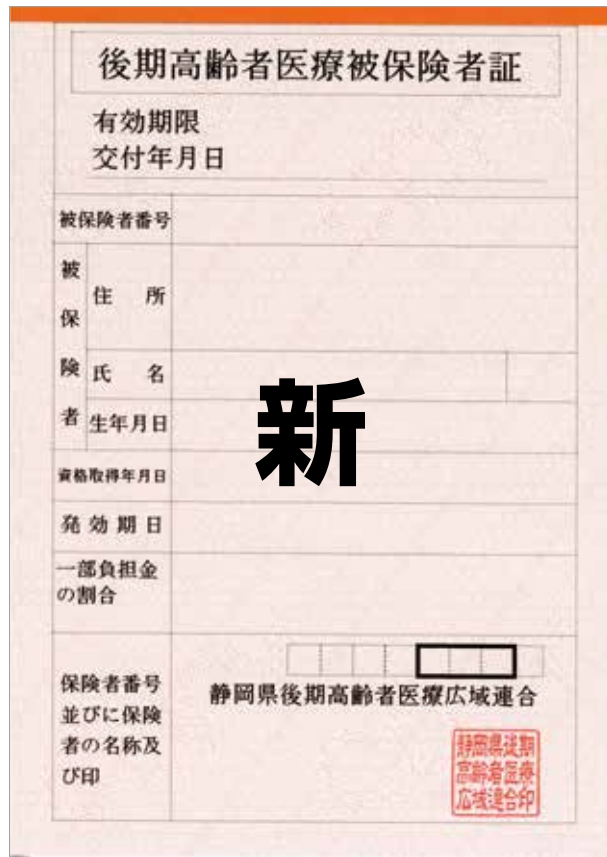 後期高齢者医療被保険者証
有効期限
交付年月日
被保険者番号
被保険者
住所
氏名
生年月日
新
資格取得年月日
発効期日
一部負担金
の割合
保険者番号
並びに保険
者の名称及
び印
静岡県後期高齢者医療広域連合
静岡県後期
高齢者医療
広域連合印